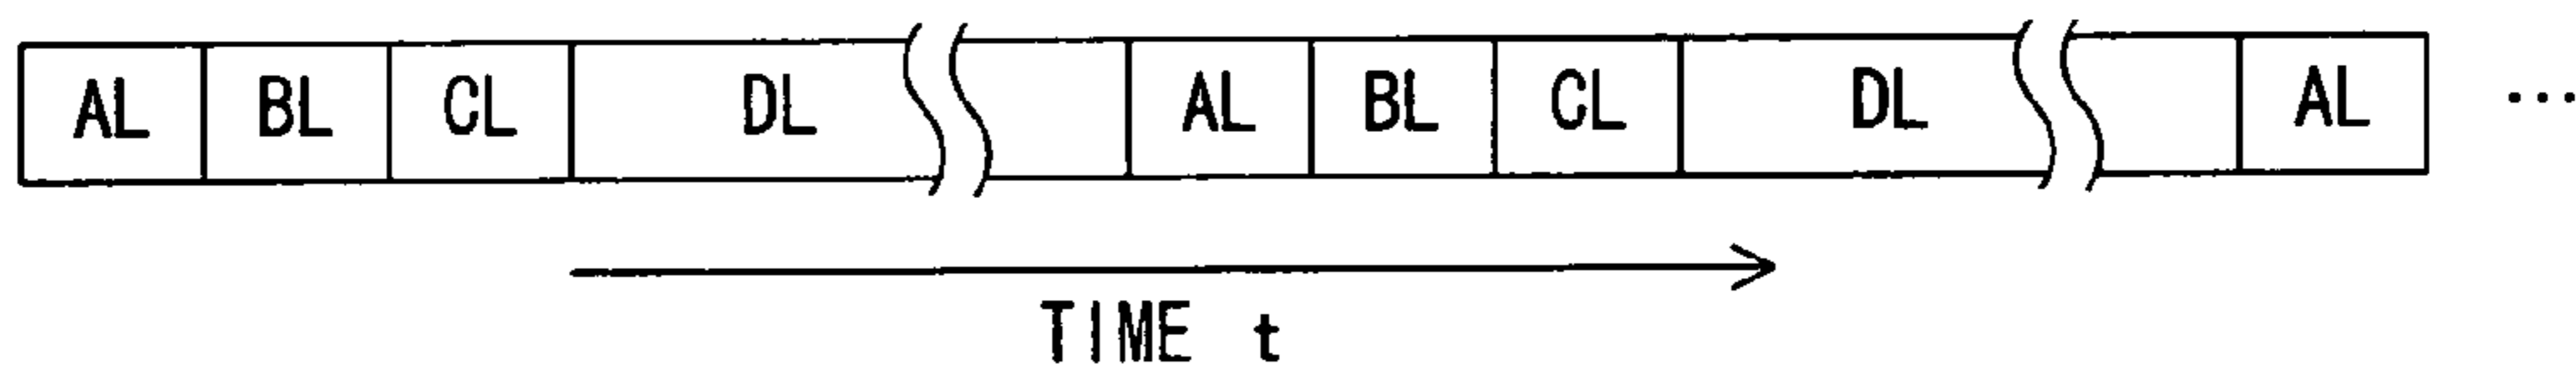 AL BL CL DL AL BL CL DL AL ...
TIME t